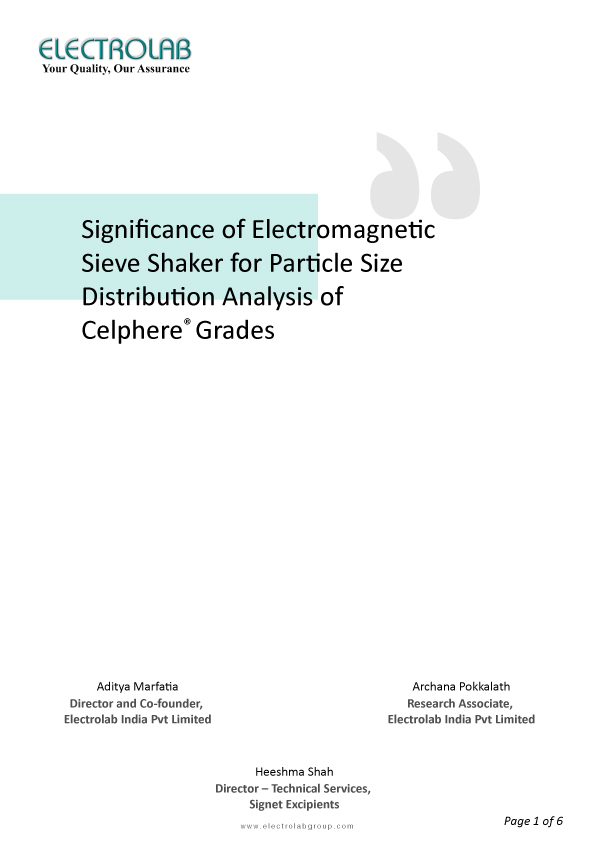 ELECTROLAB
Your Quality, Our Assurance
Significance of Electromagnetic
Sieve Shaker for Particle Size
Distribution Analysis of
Celphere® Grades
Aditya Marfatia
Director and Co-founder,
Electrolab India Pvt Limited
Archana Pokkalath
Research Associate,
Electrolab India Pvt Limited
Heeshma Shah
Director – Technical Services,
Signet Excipients
www.electrolabgroup.com
Page 1 of 6